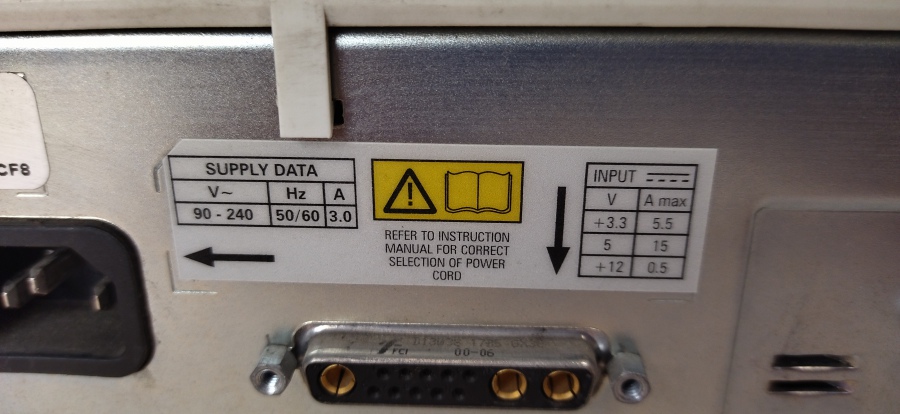 CF8
SUPPLY DATA
V~ Hz A
90 - 240 50/60 3.0
REFER TO INSTRUCTION
MANUAL FOR CORRECT
SELECTION OF POWER
CORD
INPUT
V A max
+3.3 5.5
5 15
+12 0.5
FCI 00-06